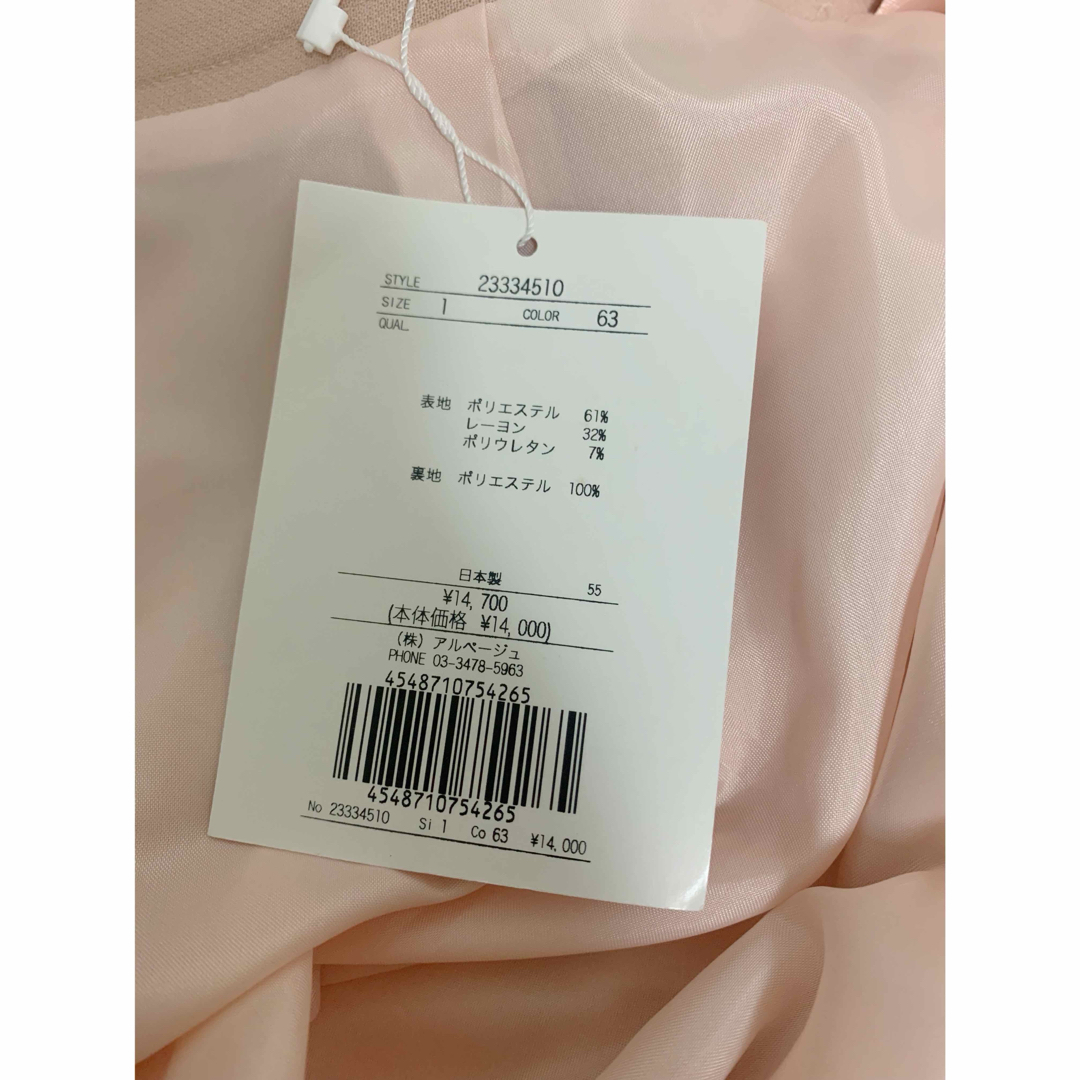 STYLE 23334510
SIZE 1 COLOR 63
QUAL.
表地 ポリエステル 61%
レーヨン 32%
ポリウレタン 7%
裏地 ポリエステル 100%
日本製 55
¥14,700
(本体価格 ¥14,000)
(株) アルページュ
PHONE 03-3478-5963
4548710754265
4548710754265
No 23334510 Si 1 Co 63 ¥14,000